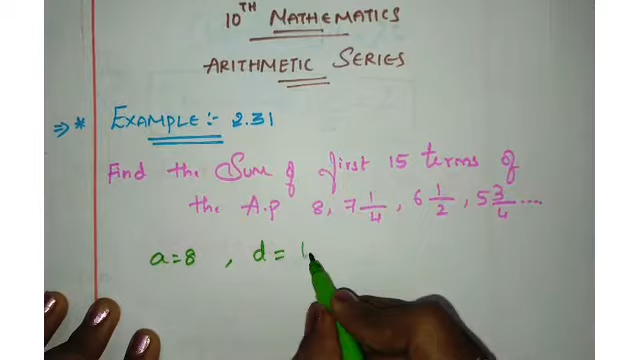 10TH MATHEMATICS
ARITHMETIC SERIES
⇒ * EXAMPLE:- 2.31
Find the Sum of first 15 terms of
the A.p 8, 7 1/4, 6 1/2, 5 3/4 ....
a=8 , d=